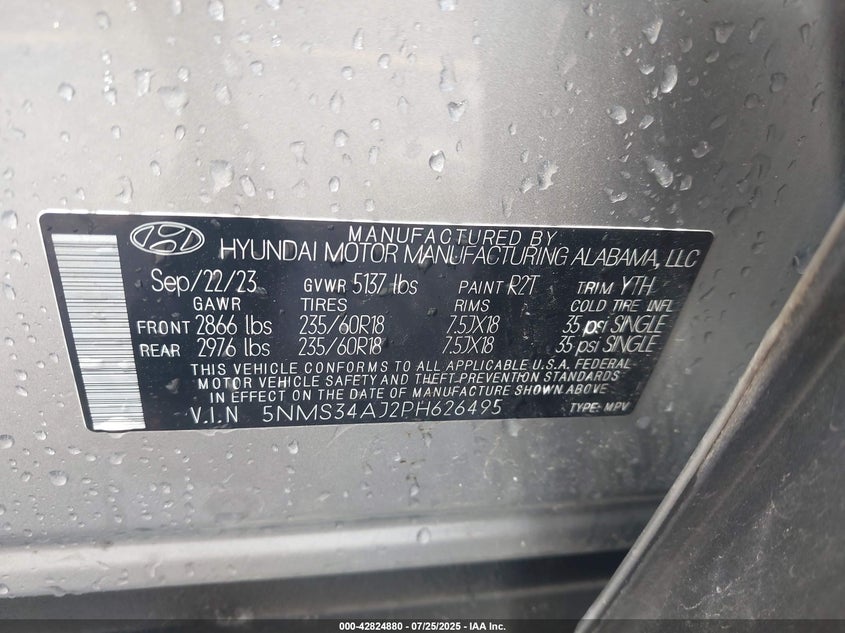 MANUFACTURED BY
HYUNDAI MOTOR MANUFACTURING ALABAMA, LLC
Sep/22/23 GVWR 5137 lbs PAINT R2T TRIM YTH
GAWR TIRES RIMS COLD TIRE INFL
FRONT 2866 lbs 235/60R18 7.5JX18 35 psi SINGLE
REAR 2976 lbs 235/60R18 7.5JX18 35 psi SINGLE
THIS VEHICLE CONFORMS TO ALL APPLICABLE U.S.A. FEDERAL
MOTOR VEHICLE SAFETY AND THEFT PREVENTION STANDARDS
IN EFFECT ON THE DATE OF MANUFACTURE SHOWN ABOVE.
V.I.N 5NMS34AJ2PH626495 TYPE: MPV
000-42824880 - 07/25/2025 - IAA Inc.